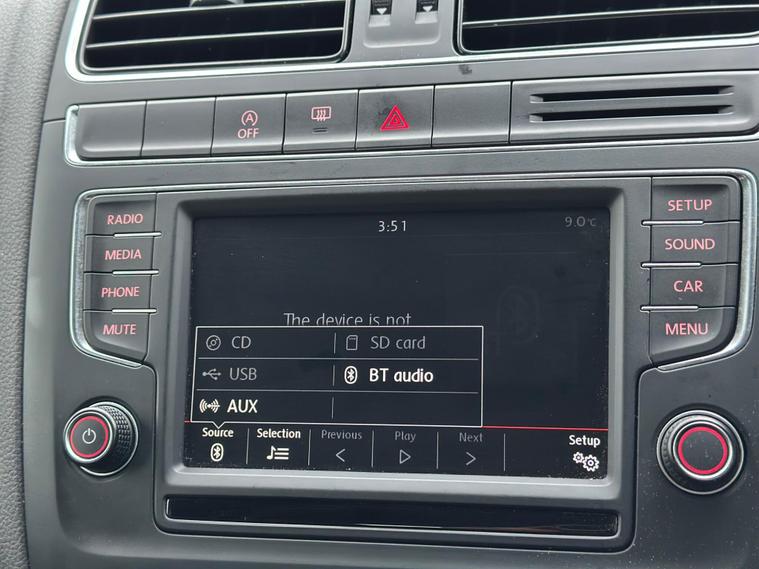 A
OFF
RADIO
MEDIA
PHONE
MUTE
SETUP
SOUND
CAR
MENU
3:51
9.0°C
The device is not
CD
SD card
USB
BT audio
AUX
Source
Selection
Previous
Play
Next
Setup